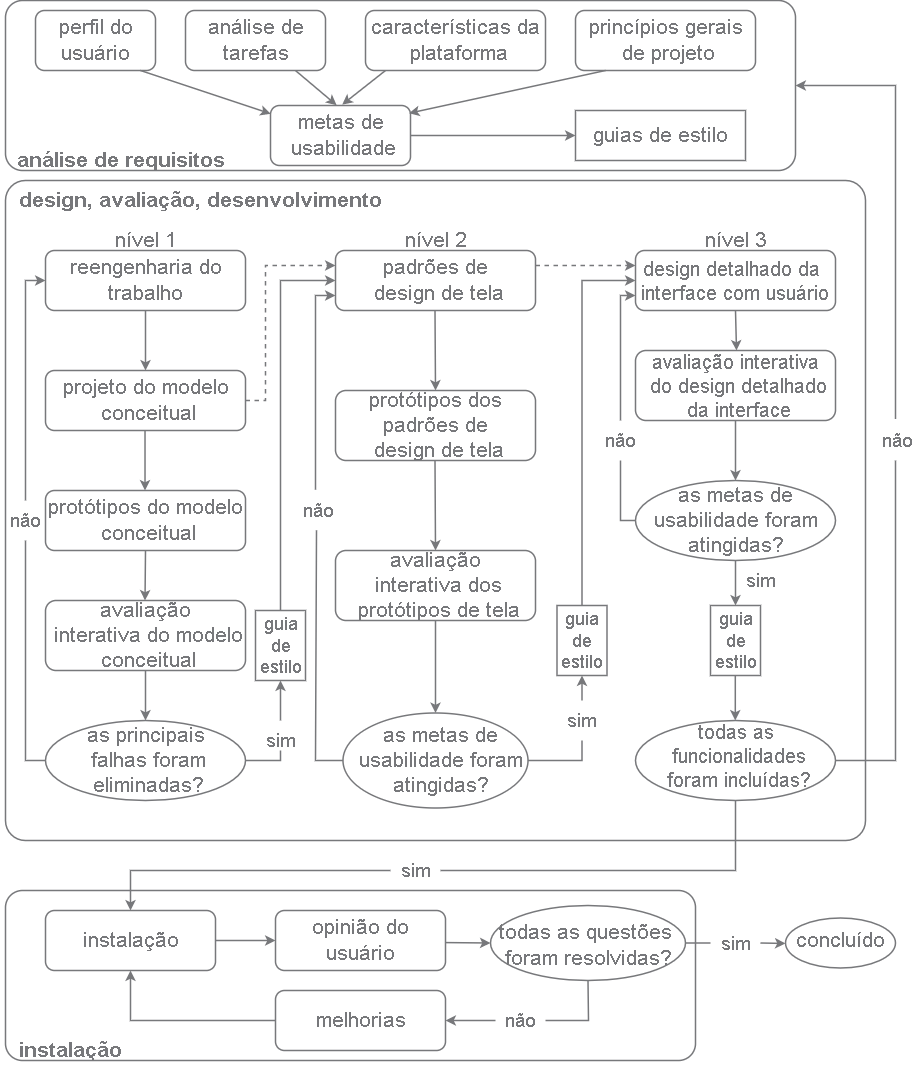 perfil do
usuário
análise de
tarefas
características da
plataforma
princípios gerais
de projeto
metas de
usabilidade
guias de estilo
análise de requisitos
design, avaliação, desenvolvimento
nível 1
reengenharia do
trabalho
projeto do modelo
conceitual
protótipos do modelo
conceitual
avaliação
interativa do modelo
conceitual
as principais
falhas foram
eliminadas?
não
sim
guia
de
estilo
nível 2
padrões de
design de tela
protótipos dos
padrões de
design de tela
avaliação
interativa dos
protótipos de tela
as metas de
usabilidade foram
atingidas?
não
sim
guia
de
estilo
nível 3
design detalhado da
interface com usuário
avaliação interativa
do design detalhado
da interface
as metas de
usabilidade foram
atingidas?
não
sim
guia
de
estilo
todas as
funcionalidades
foram incluídas?
não
sim
instalação
opinião do
usuário
todas as questões
foram resolvidas?
sim
concluído
melhorias
não
instalação